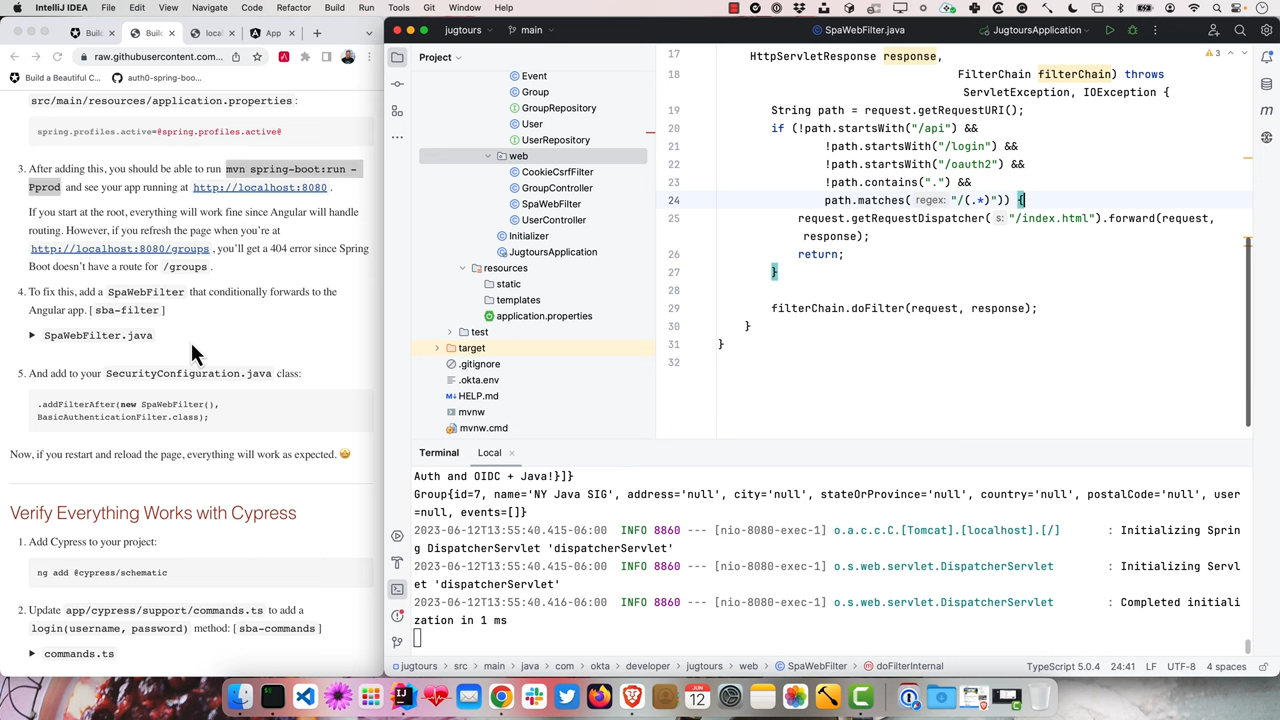 IntelliJ IDEA File Edit View Navigate Code Refactor Build Run Tools Git Window Help
Build
Build
local
App
raw.githubusercontent.com...
Build a Beautiful C...
auth0-spring-boo...
src/main/resources/application.properties:
spring.profiles.active=@spring.profiles.active@
3. After adding this, you should be able to run mvn spring-boot:run -
Pprod and see your app running at http://localhost:8080.
If you start at the root, everything will work fine since Angular will handle
routing. However, if you refresh the page when you're at
http://localhost:8080/groups, you'll get a 404 error since Spring
Boot doesn't have a route for /groups.
4. To fix this, add a SpaWebFilter that conditionally forwards to the
Angular app. [sba-filter]
SpaWebFilter.java
5. And add to your SecurityConfiguration.java class:
.addFilterAfter(new SpaWebFilter(),
BasicAuthenticationFilter.class);
Now, if you restart and reload the page, everything will work as expected. 🤩
Verify Everything Works with Cypress
1. Add Cypress to your project:
ng add @cypress/schematic
2. Update app/cypress/support/commands.ts to add a
login(username, password) method: [sba-commands]
commands.ts
jugtours
main
SpaWebFilter.java
JugtoursApplication
Project
Event
Group
GroupRepository
User
UserRepository
web
CookieCsrfFilter
GroupController
SpaWebFilter
UserController
Initializer
JugtoursApplication
resources
static
templates
application.properties
test
target
.gitignore
.okta.env
HELP.md
mvnw
mvnw.cmd
3
17 HttpServletResponse response,
18 FilterChain filterChain) throws
ServletException, IOException {
19 String path = request.getRequestURI();
20 if (!path.startsWith("/api") &&
21 !path.startsWith("/login") &&
22 !path.startsWith("/oauth2") &&
23 !path.contains(".") &&
24 path.matches( regex: "/(.*)")) {
25 request.getRequestDispatcher( s: "/index.html").forward(request,
response);
26 return;
27 }
28
29 filterChain.doFilter(request, response);
30 }
31 }
32
Terminal Local
Auth and OIDC + Java!}]}
Group{id=7, name='NY Java SIG', address='null', city='null', stateOrProvince='null', country='null', postalCode='null', user
=null, events=[]}
2023-06-12T13:55:40.415-06:00 INFO 8860 --- [nio-8080-exec-1] o.a.c.c.C.[Tomcat].[localhost].[/] : Initializing Sprin
g DispatcherServlet 'dispatcherServlet'
2023-06-12T13:55:40.415-06:00 INFO 8860 --- [nio-8080-exec-1] o.s.web.servlet.DispatcherServlet : Initializing Servl
et 'dispatcherServlet'
2023-06-12T13:55:40.416-06:00 INFO 8860 --- [nio-8080-exec-1] o.s.web.servlet.DispatcherServlet : Completed initiali
zation in 1 ms
jugtours > src > main > java > com > okta > developer > jugtours > web > SpaWebFilter > doFilterInternal
TypeScript 5.0.4 24:41 LF UTF-8 4 spaces
JUN
12